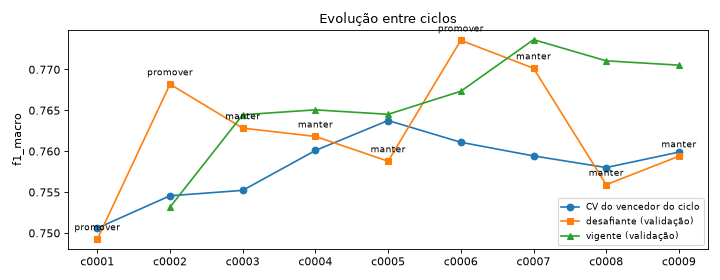 Evolução entre ciclos
f1_macro
0.770
0.765
0.760
0.755
0.750
promover
promover
manter
manter
manter
promover
manter
manter
manter
CV do vencedor do ciclo
desafiante (validação)
vigente (validação)
c0001 c0002 c0003 c0004 c0005 c0006 c0007 c0008 c0009